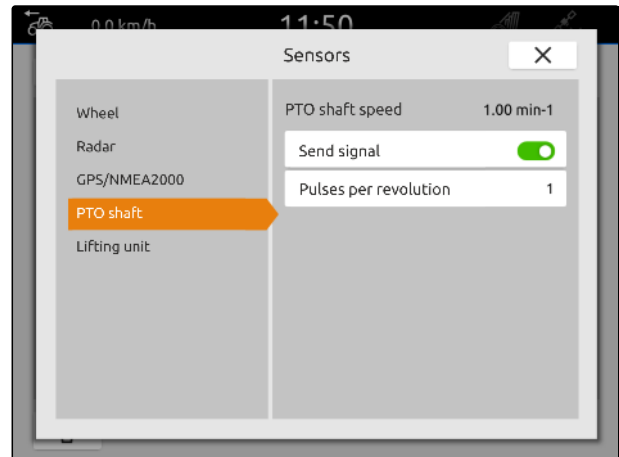 0.0 km/h
11:50
Sensors
Wheel
Radar
GPS/NMEA2000
PTO shaft
Lifting unit
PTO shaft speed 1.00 min-1
Send signal
Pulses per revolution 1